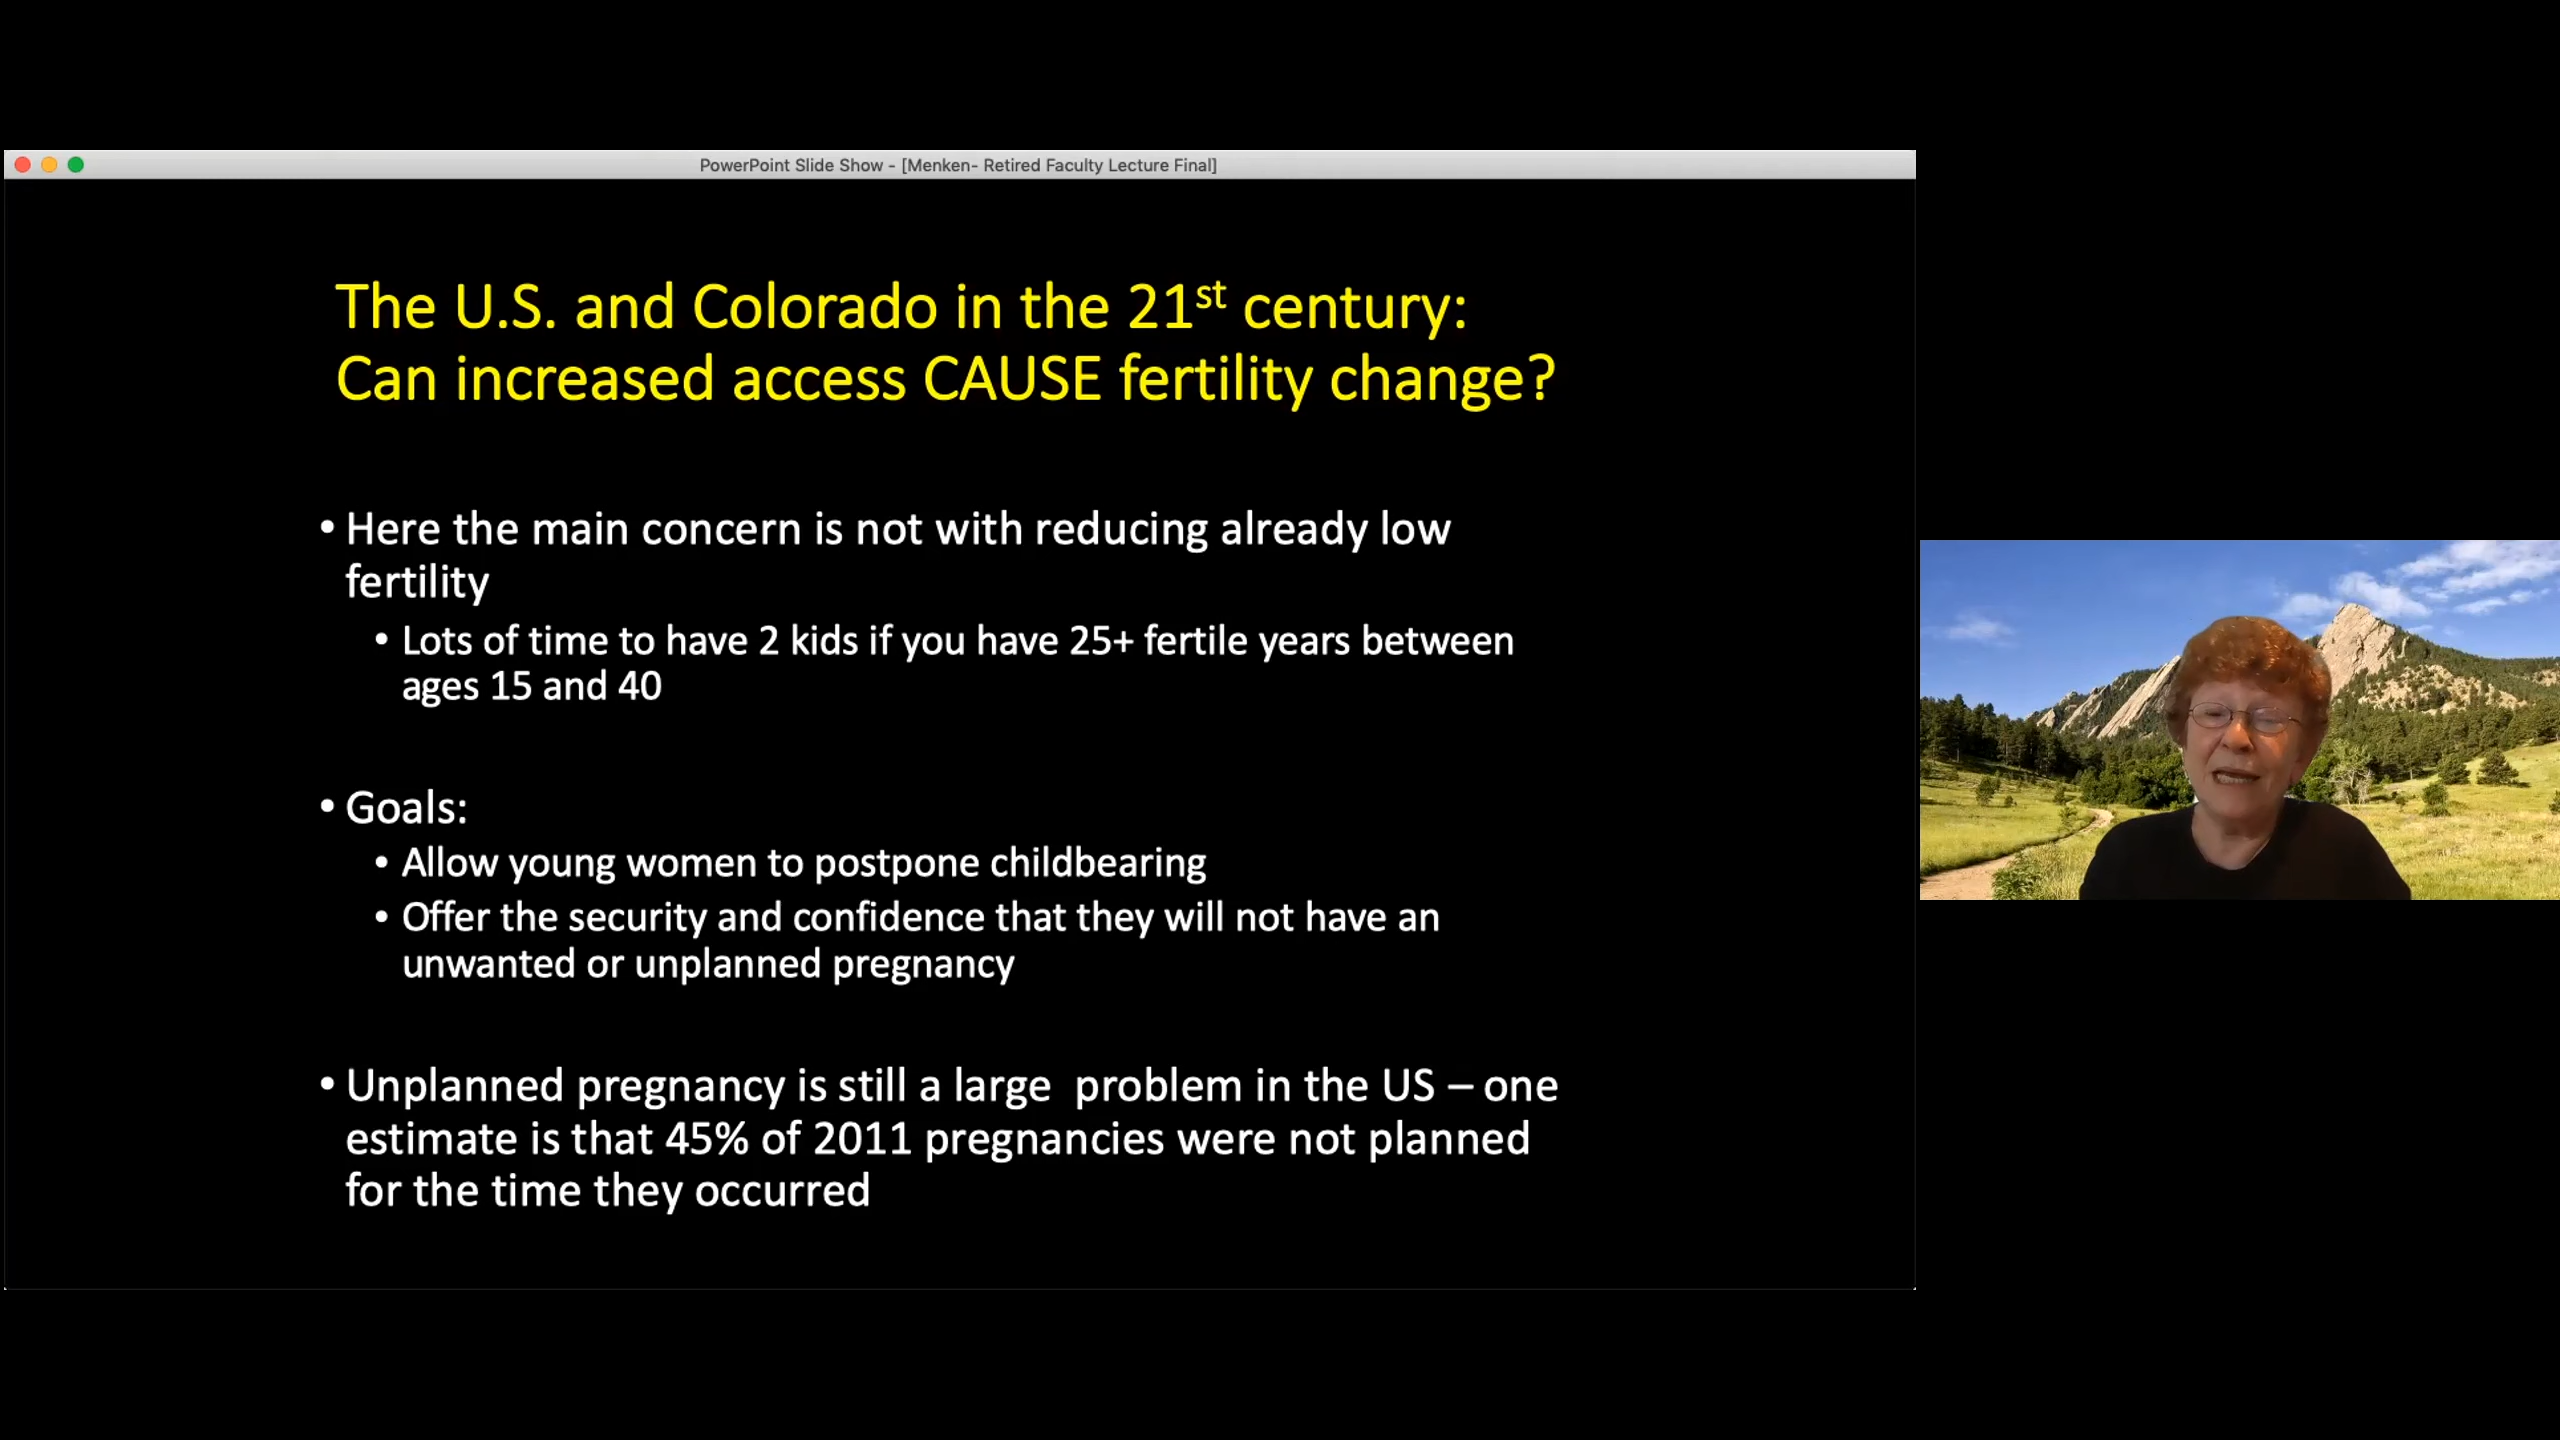 PowerPoint Slide Show - [Menken- Retired Faculty Lecture Final]
The U.S. and Colorado in the 21st century:
Can increased access CAUSE fertility change?
• Here the main concern is not with reducing already low
fertility
• Lots of time to have 2 kids if you have 25+ fertile years between
ages 15 and 40
• Goals:
• Allow young women to postpone childbearing
• Offer the security and confidence that they will not have an
unwanted or unplanned pregnancy
• Unplanned pregnancy is still a large  problem in the US – one
estimate is that 45% of 2011 pregnancies were not planned
for the time they occurred